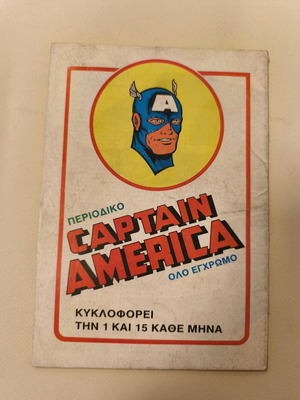 A
ΠΕΡΙΟΔΙΚΟ
CAPTAIN
AMERICA
ΟΛΟ ΕΓΧΡΩΜΟ
ΚΥΚΛΟΦΟΡΕΙ
ΤΗΝ 1 ΚΑΙ 15 ΚΑΘΕ ΜΗΝΑ